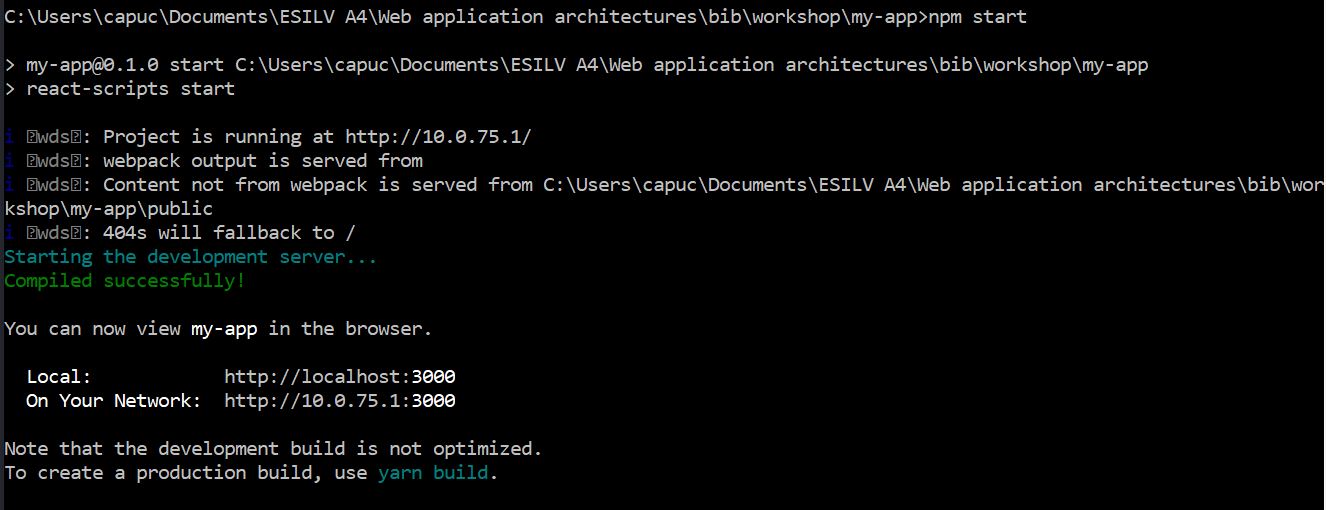 C:\Users\capuc\Documents\ESILV A4\Web application architectures\bib\workshop\my-app>npm start
> my-app@0.1.0 start C:\Users\capuc\Documents\ESILV A4\Web application architectures\bib\workshop\my-app
> react-scripts start
i ⍰wds⍰: Project is running at http://10.0.75.1/
i ⍰wds⍰: webpack output is served from
i ⍰wds⍰: Content not from webpack is served from C:\Users\capuc\Documents\ESILV A4\Web application architectures\bib\wor
kshop\my-app\public
i ⍰wds⍰: 404s will fallback to /
Starting the development server...
Compiled successfully!
You can now view my-app in the browser.
Local: http://localhost:3000
On Your Network: http://10.0.75.1:3000
Note that the development build is not optimized.
To create a production build, use yarn build.